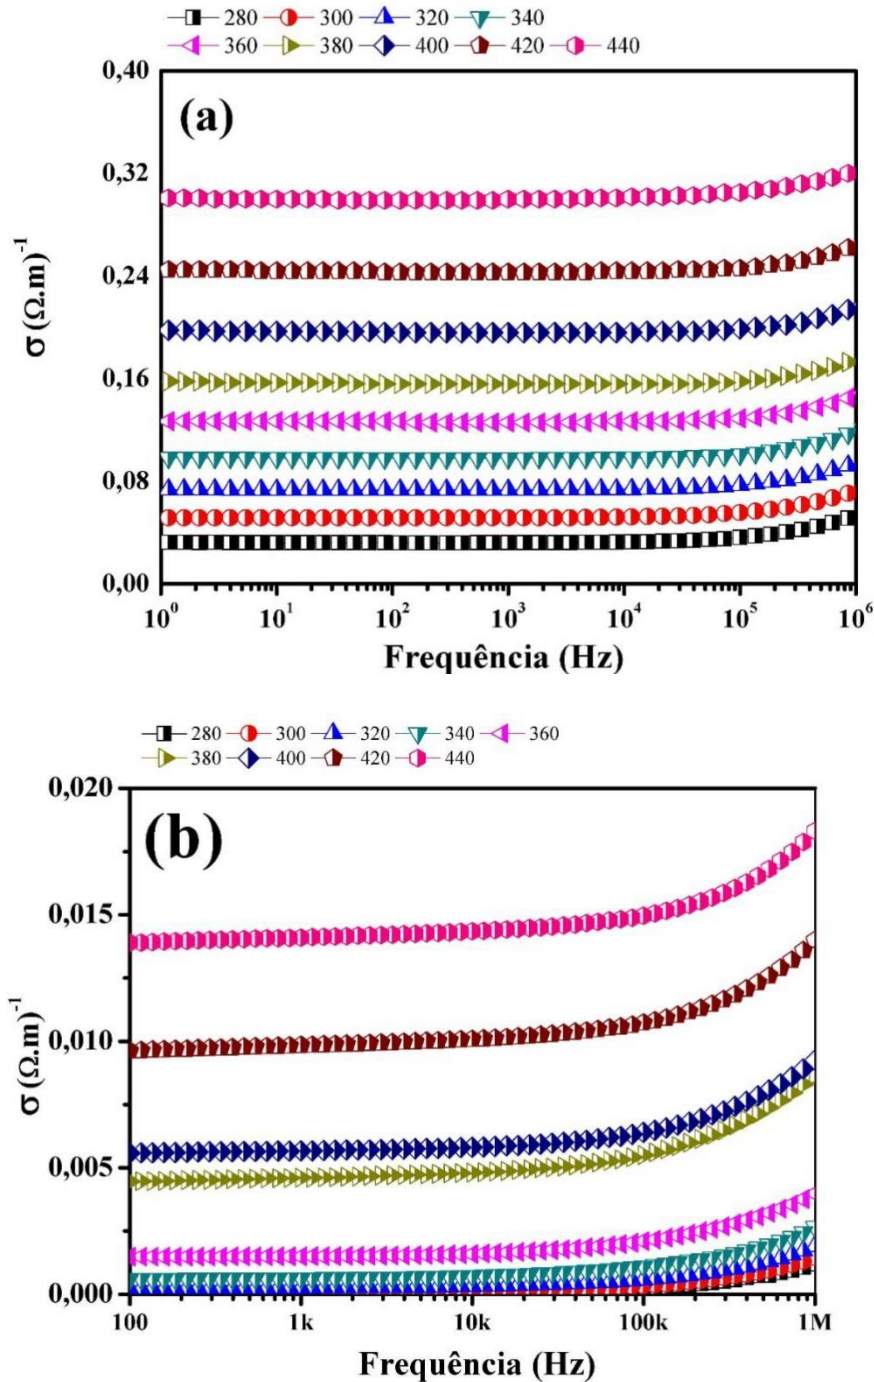 280 300 320 340
360 380 400 420 440
(a)
0,40
0,32
0,24
0,16
0,08
0,00
σ (Ω.m)⁻¹
10⁰ 10¹ 10² 10³ 10⁴ 10⁵ 10⁶
Frequência (Hz)
280 300 320 340 360
380 400 420 440
(b)
0,020
0,015
0,010
0,005
0,000
σ (Ω.m)⁻¹
100 1k 10k 100k 1M
Frequência (Hz)